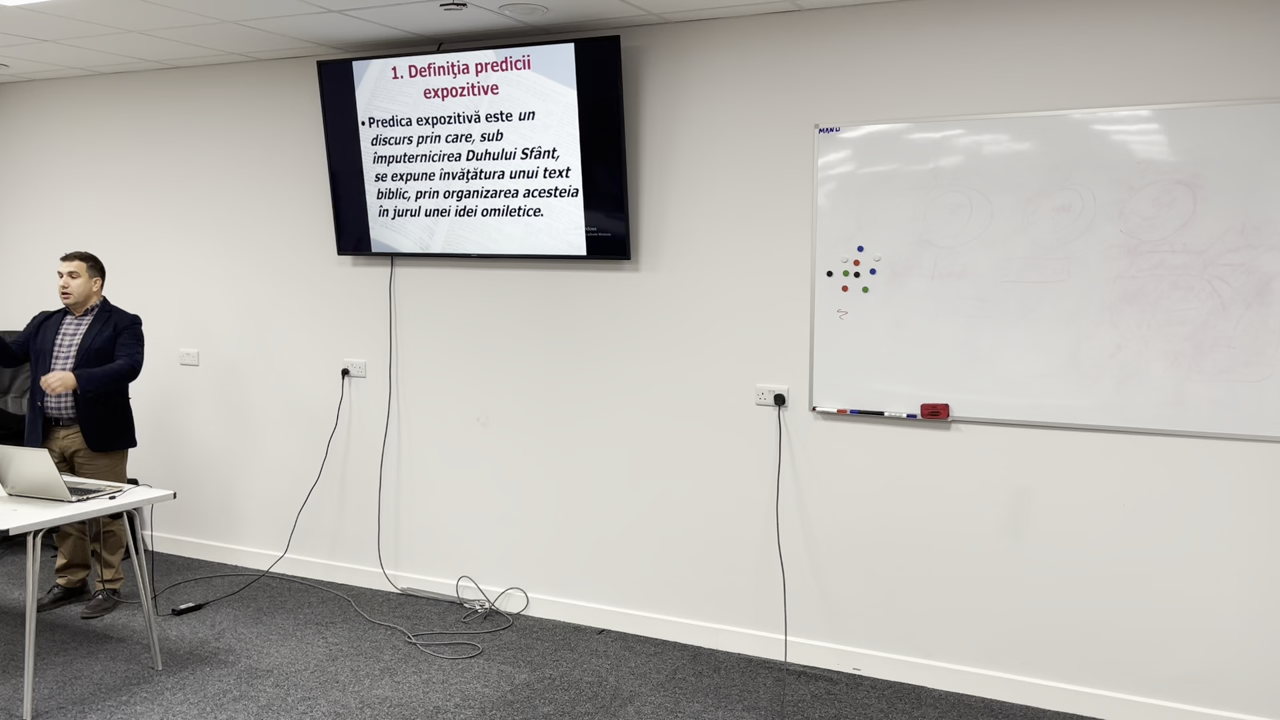 1. Definiţia predicii
expozitive
• Predica expozitivă este un
discurs prin care, sub
împuternicirea Duhului Sfânt,
se expune învăţătura unui text
biblic, prin organizarea acesteia
în jurul unei idei omiletice.
MANU